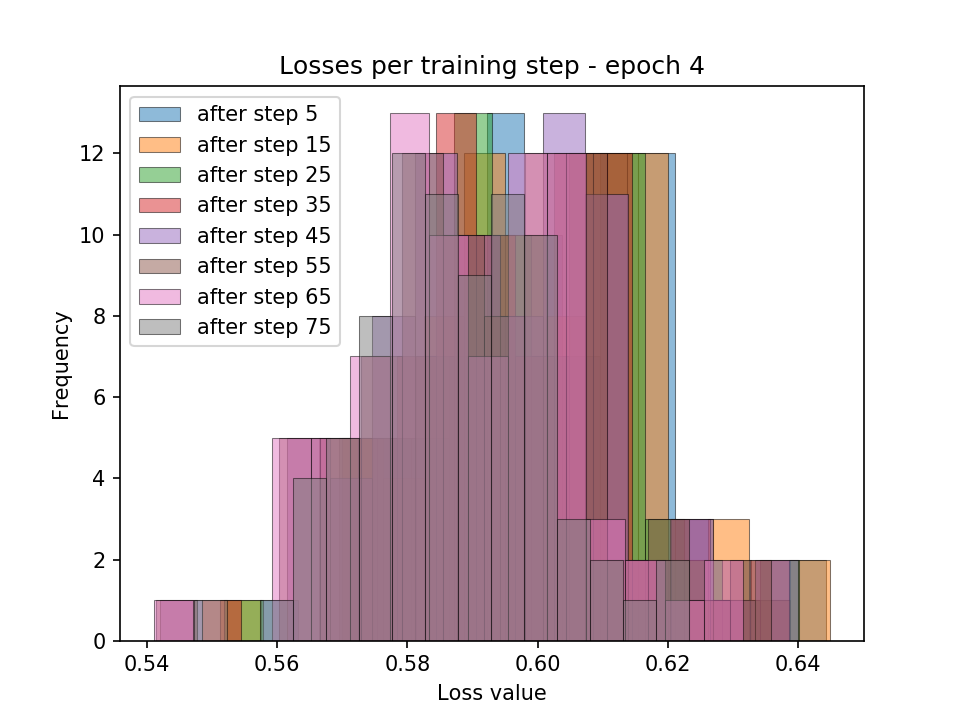 Losses per training step - epoch 4
after step 5
after step 15
after step 25
after step 35
after step 45
after step 55
after step 65
after step 75
Frequency
12
10
8
6
4
2
0
0.54 0.56 0.58 0.60 0.62 0.64
Loss value